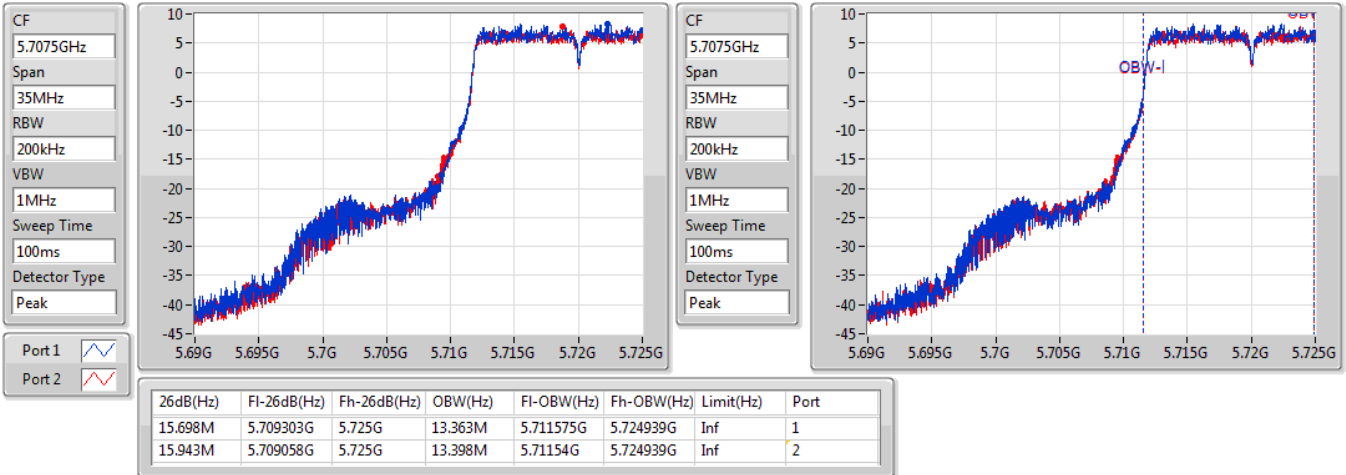 CF
5.7075GHz
Span
35MHz
RBW
200kHz
VBW
1MHz
Sweep Time
100ms
Detector Type
Peak
10
5
0
-5
-10
-15
-20
-25
-30
-35
-40
-45
5.69G 5.695G 5.7G 5.705G 5.71G 5.715G 5.72G 5.725G
CF
5.7075GHz
Span
35MHz
RBW
200kHz
VBW
1MHz
Sweep Time
100ms
Detector Type
Peak
10
5
0
-5
-10
-15
-20
-25
-30
-35
-40
-45
OBW-l
5.69G 5.695G 5.7G 5.705G 5.71G 5.715G 5.72G 5.725G
Port 1
Port 2
26dB(Hz) Fl-26dB(Hz) Fh-26dB(Hz) OBW(Hz) Fl-OBW(Hz) Fh-OBW(Hz) Limit(Hz) Port
15.698M 5.709303G 5.725G 13.363M 5.711575G 5.724939G Inf 1
15.943M 5.709058G 5.725G 13.398M 5.71154G 5.724939G Inf 2